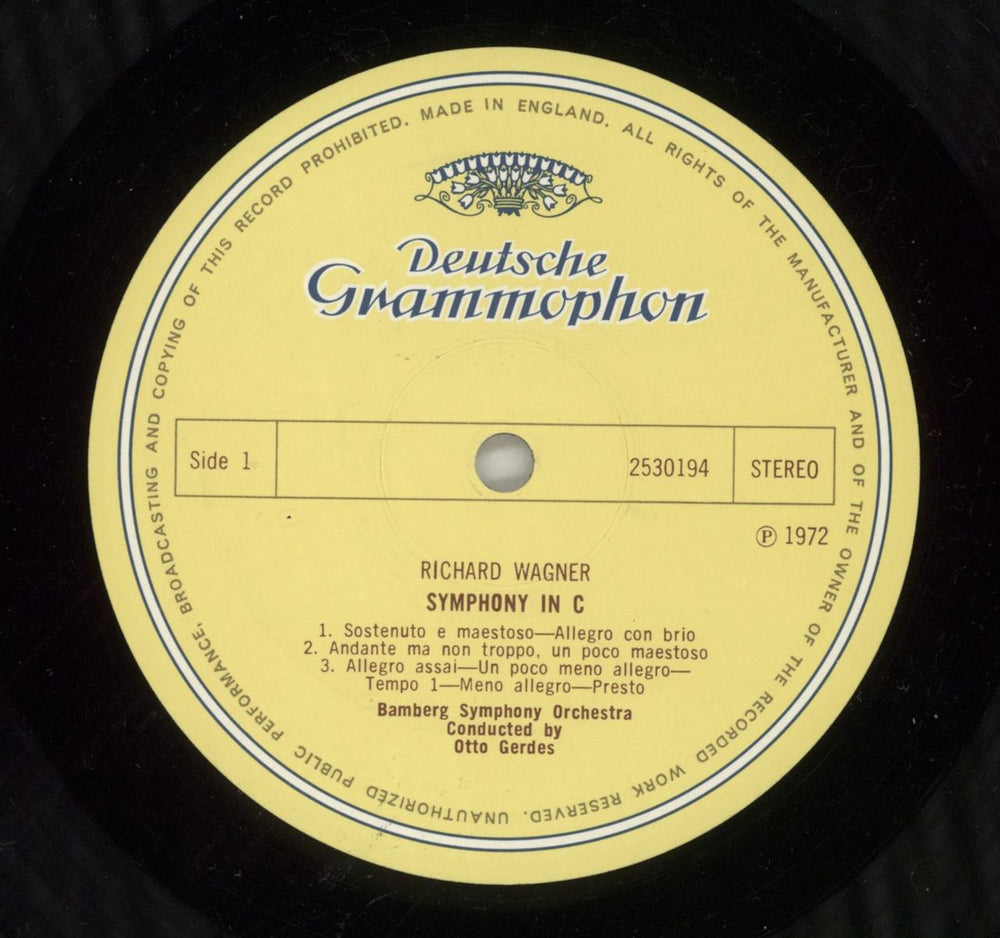 MADE IN ENGLAND. ALL RIGHTS OF THE MANUFACTURER AND OF THE OWNER OF THE RECORDED WORK RESERVED. UNAUTHORIZED PUBLIC PERFORMANCE, BROADCASTING AND COPYING OF THIS RECORD PROHIBITED.
Deutsche
Grammophon
Side 1 2530194 STEREO
℗ 1972
RICHARD WAGNER
SYMPHONY IN C
1. Sostenuto e maestoso—Allegro con brio
2. Andante ma non troppo, un poco maestoso
3. Allegro assai—Un poco meno allegro—
Tempo 1—Meno allegro—Presto
Bamberg Symphony Orchestra
Conducted by
Otto Gerdes